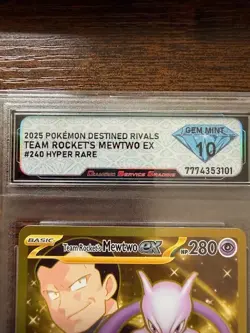 2025 POKÉMON DESTINED RIVALS
TEAM ROCKET'S MEWTWO EX
#240 HYPER RARE
GEM MINT
10
7774353101
DIAMOND SERVICE GRADING
BASIC
Team Rocket's Mewtwo ex HP 280